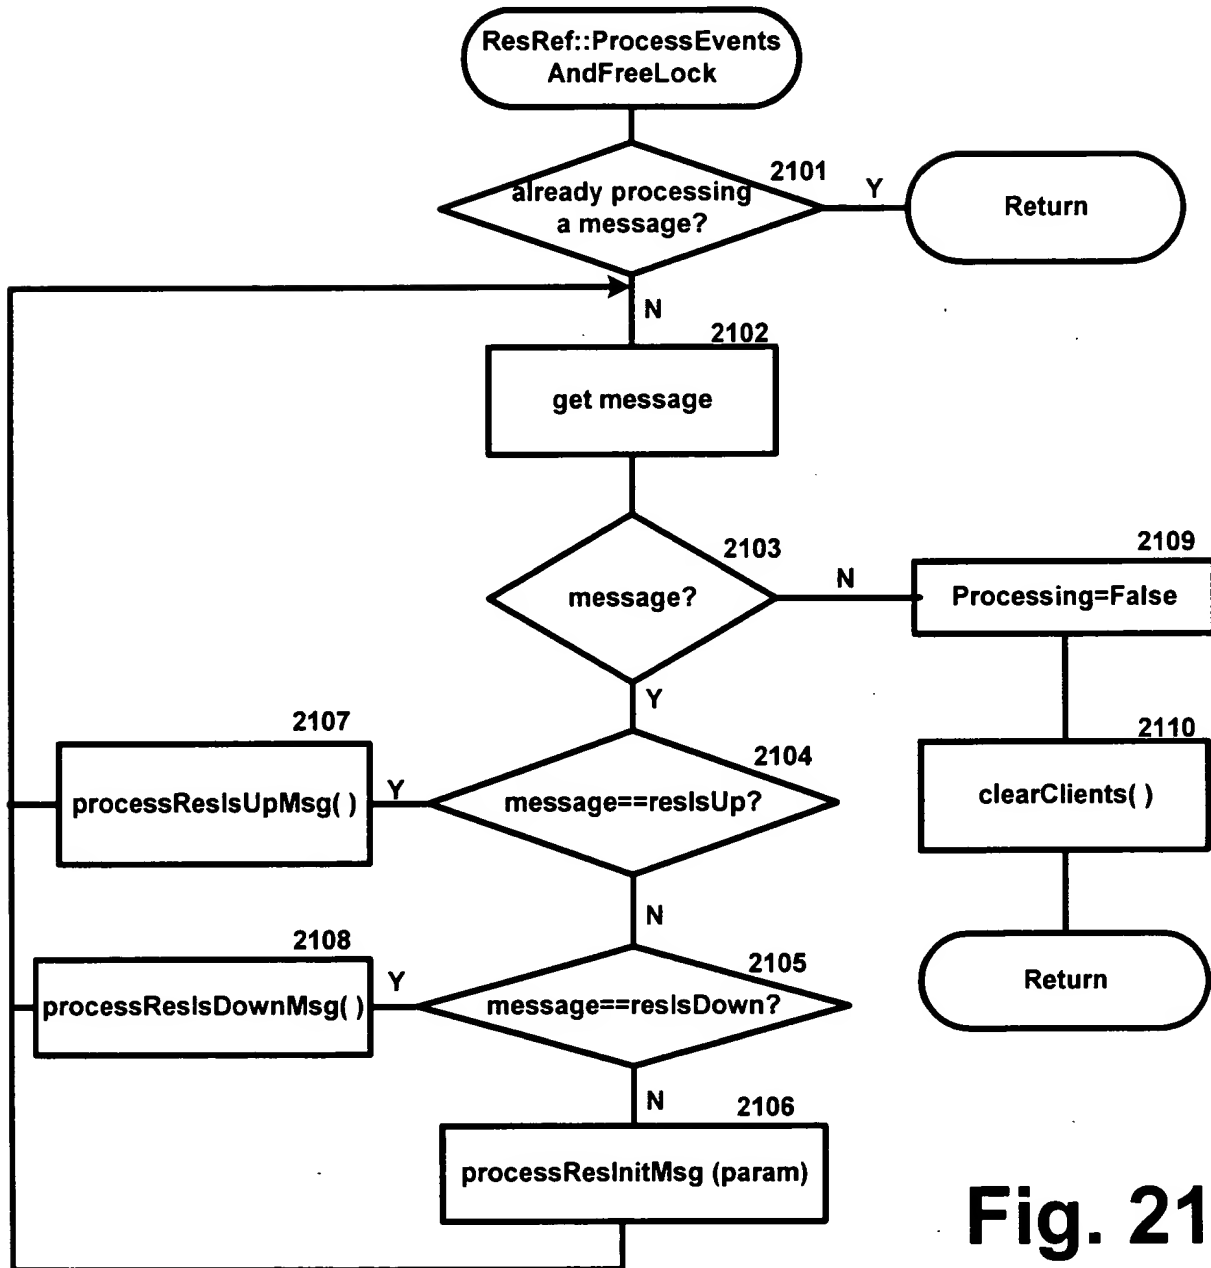 ResRef::ProcessEvents
AndFreeLock
2101
already processing
a message?
Y
Return
N
2102
get message
2103
message?
N
2109
Processing=False
Y
2107
processResIsUpMsg( )
Y
2104
message==resIsUp?
2110
clearClients( )
N
2108
processResIsDownMsg( )
Y
2105
message==resIsDown?
Return
N
2106
processResInitMsg (param)
Fig. 21